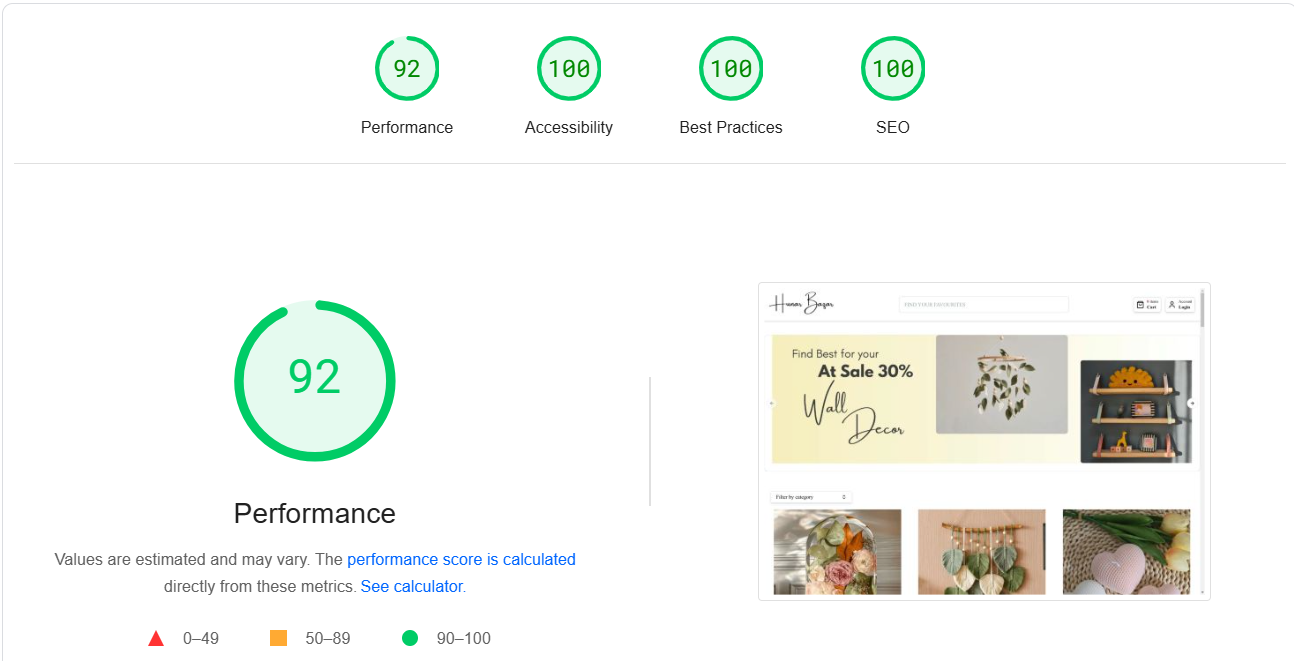 92
100
100
100
Performance
Accessibility
Best Practices
SEO
92
Performance
Values are estimated and may vary. The performance score is calculated
directly from these metrics. See calculator.
0–49
50–89
90–100
Hunar Bazar
FIND YOUR FAVOURITES
Cart
Account
Login
Find Best for your
At Sale 30%
Wall
Decor
Filter by category